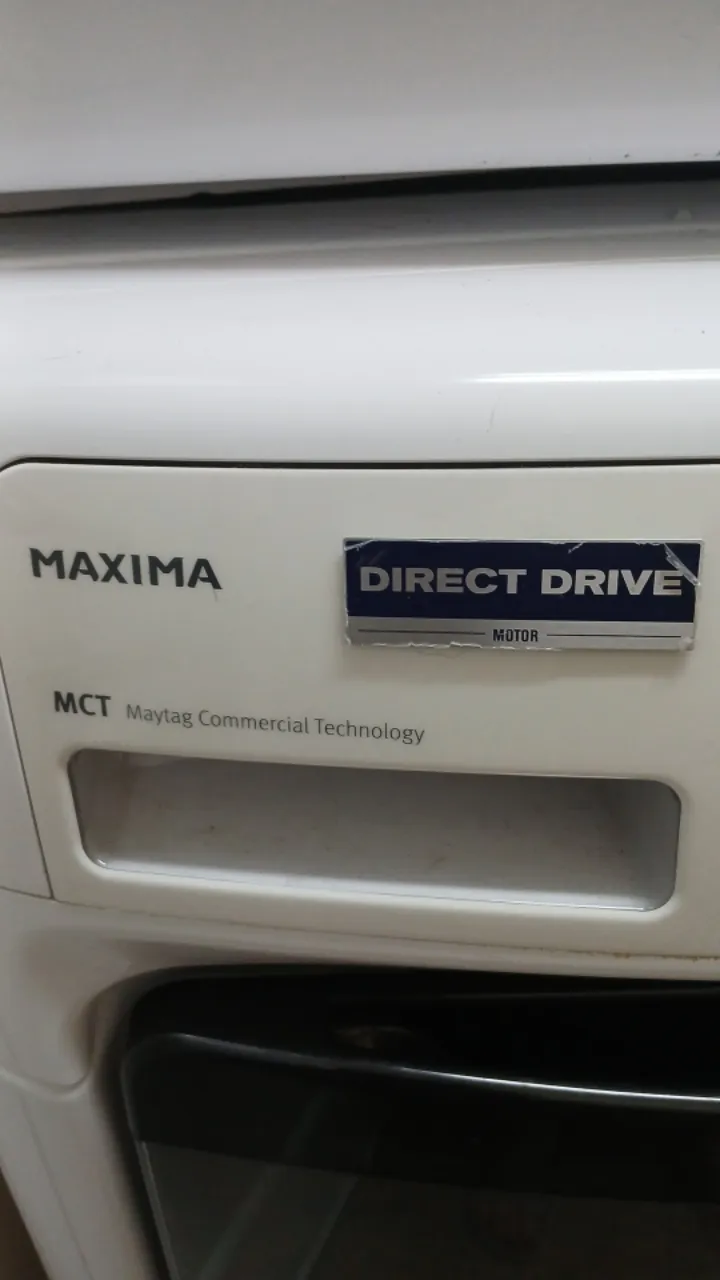 MAXIMA
DIRECT DRIVE
MOTOR
MCT Maytag Commercial Technology